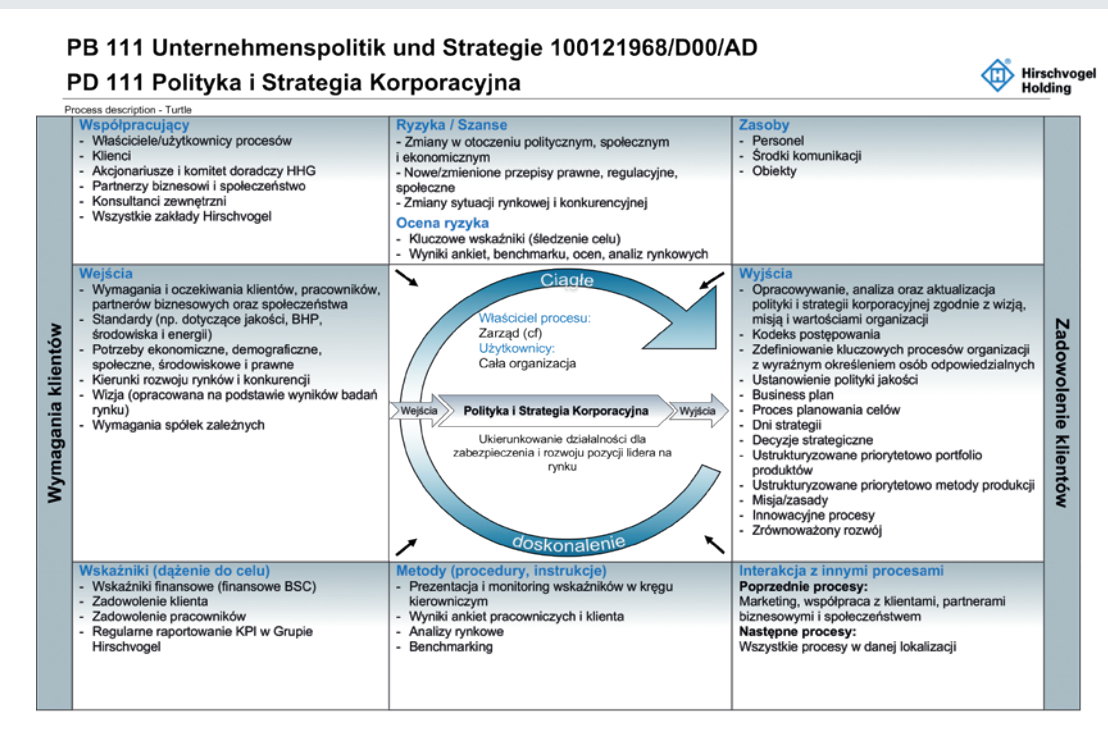 PB 111 Unternehmenspolitik und Strategie 100121968/D00/AD
PD 111 Polityka i Strategia Korporacyjna
Hirschvogel
Holding
Process description - Turtle
Wymagania klientów
Współpracujący
- Właściciele/użytkownicy procesów
- Klienci
- Akcjonariusze i komitet doradczy HHG
- Partnerzy biznesowi i społeczeństwo
- Konsultanci zewnętrzni
- Wszystkie zakłady Hirschvogel
Ryzyka / Szanse
- Zmiany w otoczeniu politycznym, społecznym
i ekonomicznym
- Nowe/zmienione przepisy prawne, regulacyjne,
społeczne
- Zmiany sytuacji rynkowej i konkurencyjnej
Ocena ryzyka
- Kluczowe wskaźniki (śledzenie celu)
- Wyniki ankiet, benchmarku, ocen, analiz rynkowych
Zasoby
- Personel
- Środki komunikacji
- Obiekty
Wejścia
- Wymagania i oczekiwania klientów, pracowników,
partnerów biznesowych oraz społeczeństwa
- Standardy (np. dotyczące jakości, BHP,
środowiska i energii)
- Potrzeby ekonomiczne, demograficzne,
społeczne, środowiskowe i prawne
- Kierunki rozwoju rynków i konkurencji
- Wizja (opracowana na podstawie wyników badań
rynku)
- Wymagania spółek zależnych
Ciągłe
Właściciel procesu:
Zarząd (cf)
Użytkownicy:
Cała organizacja
Wejścia
Polityka i Strategia Korporacyjna
Wyjścia
Ukierunkowanie działalności dla
zabezpieczenia i rozwoju pozycji lidera na
rynku
doskonalenie
Wyjścia
- Opracowywanie, analiza oraz aktualizacja
polityki i strategii korporacyjnej zgodnie z wizją,
misją i wartościami organizacji
- Kodeks postępowania
- Zdefiniowanie kluczowych procesów organizacji
z wyraźnym określeniem osób odpowiedzialnych
- Ustanowienie polityki jakości
- Business plan
- Proces planowania celów
- Dni strategii
- Decyzje strategiczne
- Ustrukturyzowane priorytetowo portfolio
produktów
- Ustrukturyzowane priorytetowo metody produkcji
- Misja/zasady
- Innowacyjne procesy
- Zrównoważony rozwój
Zadowolenie klientów
Wskaźniki (dążenie do celu)
- Wskaźniki finansowe (finansowe BSC)
- Zadowolenie klienta
- Zadowolenie pracowników
- Regularne raportowanie KPI w Grupie
Hirschvogel
Metody (procedury, instrukcje)
- Prezentacja i monitoring wskaźników w kręgu
kierowniczym
- Wyniki ankiet pracowniczych i klienta
- Analizy rynkowe
- Benchmarking
Interakcja z innymi procesami
Poprzednie procesy:
Marketing, współpraca z klientami, partnerami
biznesowymi i społeczeństwem
Następne procesy:
Wszystkie procesy w danej lokalizacji